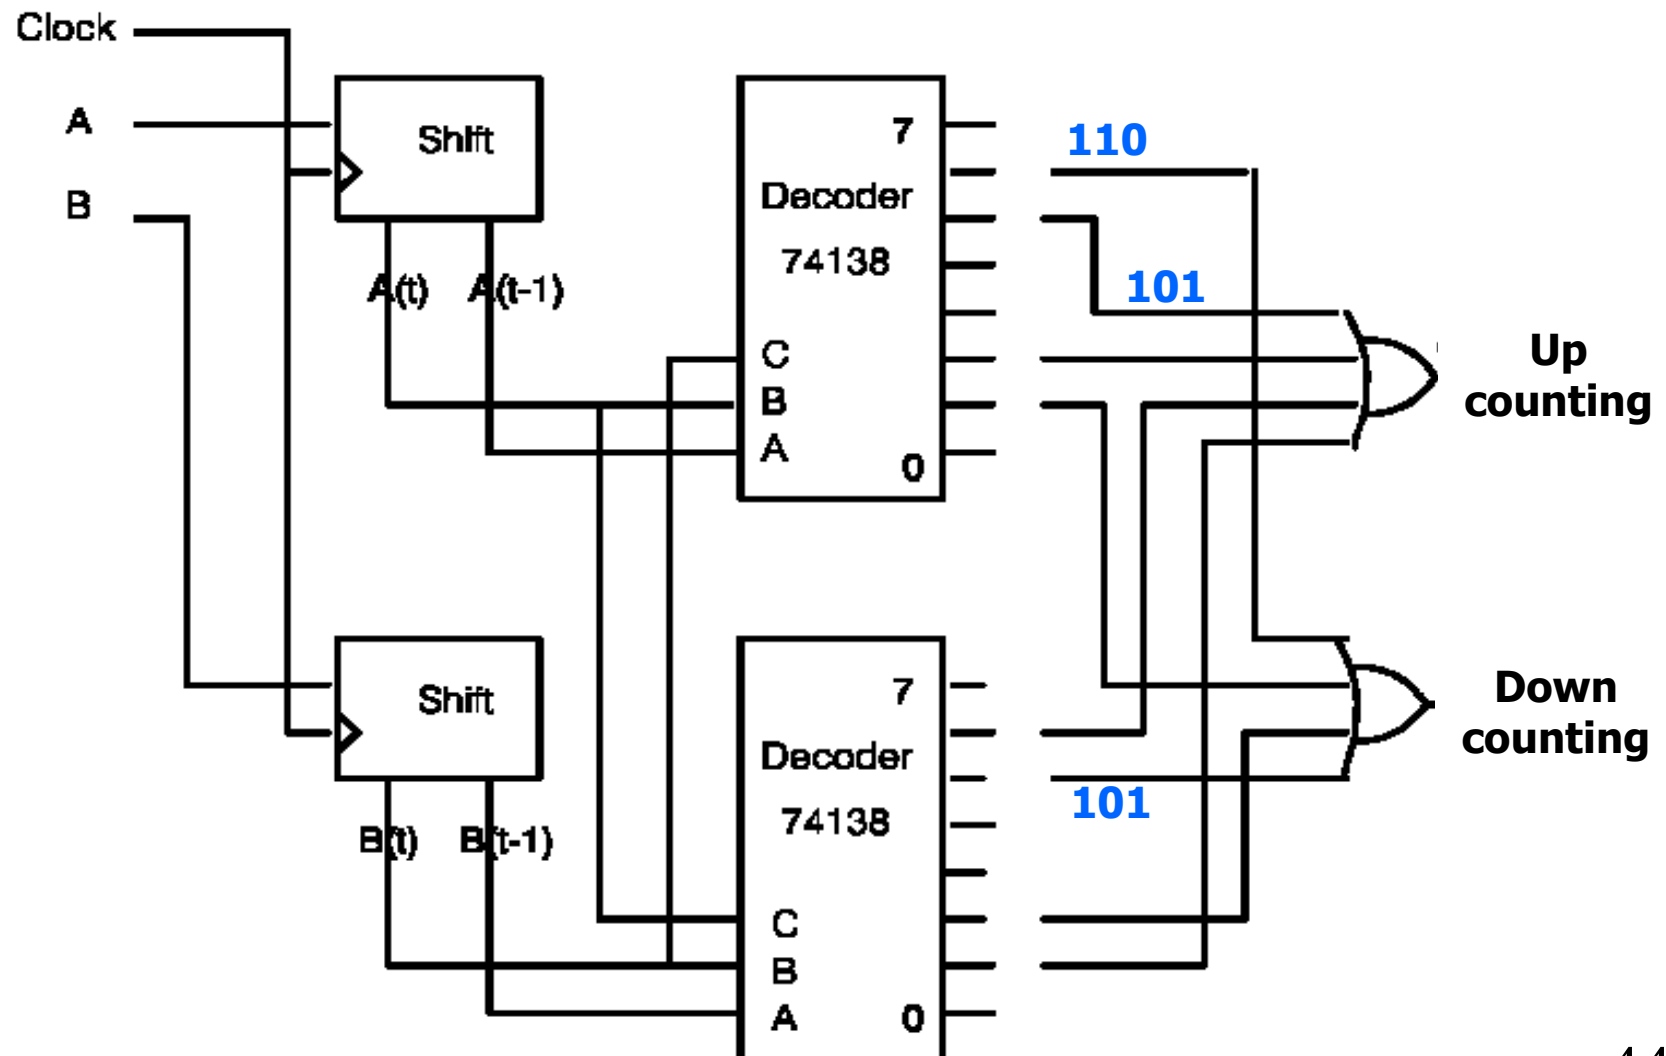 Clock
A
B
Shift
A(t) A(t-1)
7
Decoder
74138
C
B
A
0
110
101
Up
counting
Shift
B(t) B(t-1)
7
Decoder
74138
C
B
A
0
101
Down
counting